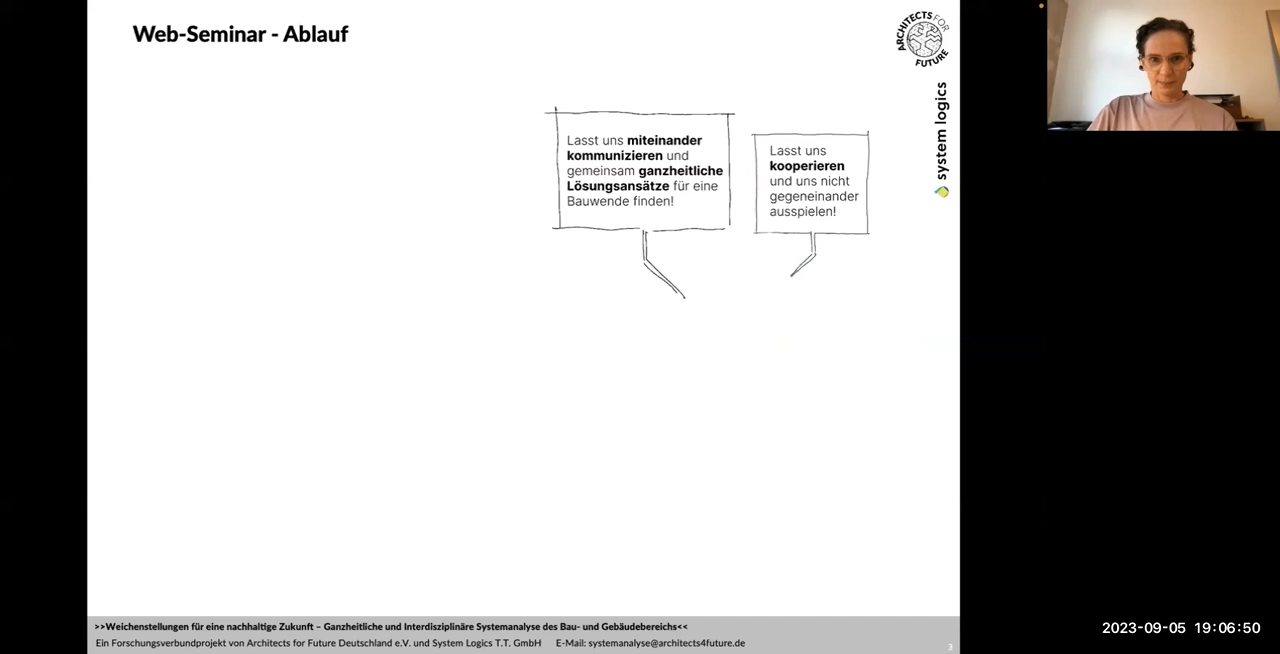 Web-Seminar - Ablauf
ARCHITECTS FOR
FUTURE
system logics
Lasst uns miteinander
kommunizieren und
gemeinsam ganzheitliche
Lösungsansätze für eine
Bauwende finden!
Lasst uns
kooperieren
und uns nicht
gegeneinander
ausspielen!
>>Weichenstellungen für eine nachhaltige Zukunft – Ganzheitliche und Interdisziplinäre Systemanalyse des Bau- und Gebäudebereichs<<
Ein Forschungsverbundprojekt von Architects for Future Deutschland e.V. und System Logics T.T. GmbH E-Mail: systemanalyse@architects4future.de
3
2023-09-05 19:06:50